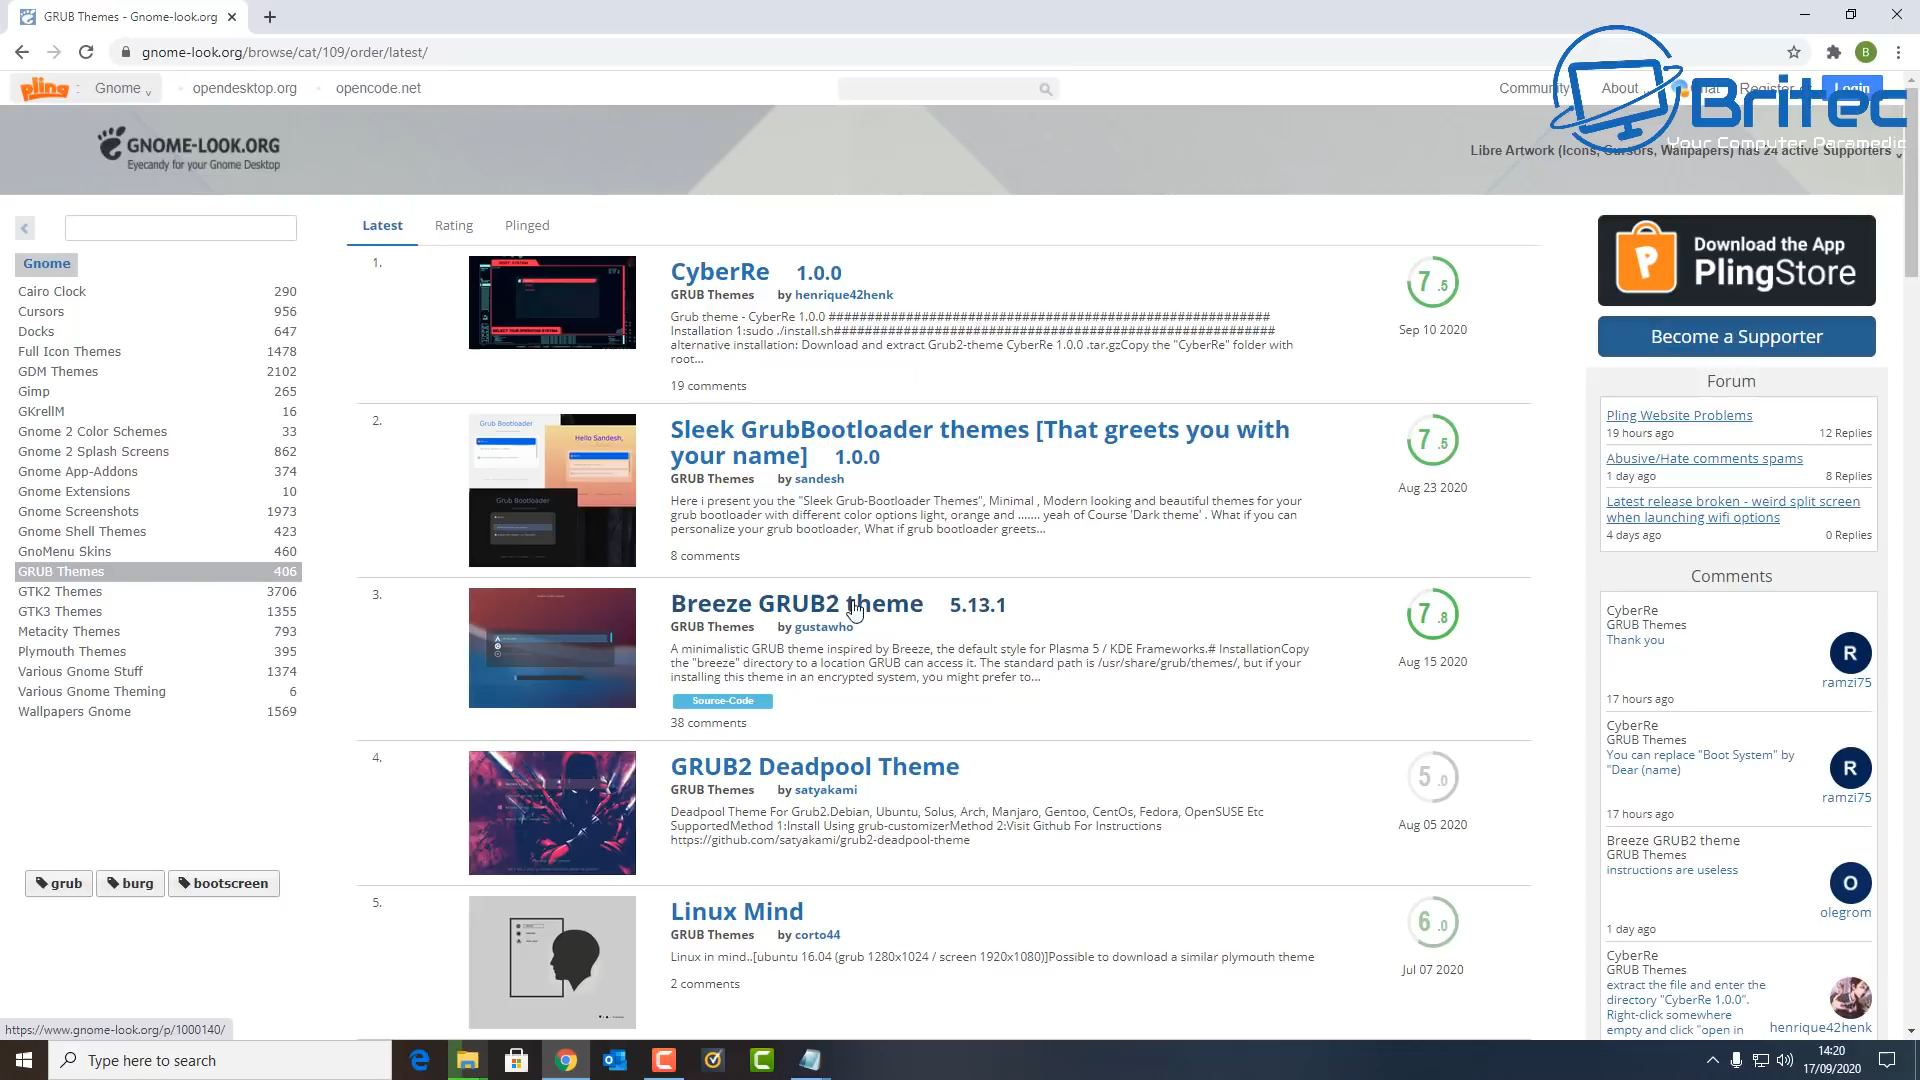 GRUB Themes - Gnome-look.org
gnome-look.org/browse/cat/109/order/latest/
B
pling : Gnome opendesktop.org opencode.net Community About Register Login
Britec
Your Computer Paramedic
GNOME-LOOK.ORG
Eyecandy for your Gnome Desktop
Libre Artwork (Icons, Cursors, Wallpapers) has 24 active Supporters
Gnome
Cairo Clock 290
Cursors 956
Docks 647
Full Icon Themes 1478
GDM Themes 2102
Gimp 265
GKrellM 16
Gnome 2 Color Schemes 33
Gnome 2 Splash Screens 862
Gnome App-Addons 374
Gnome Extensions 10
Gnome Screenshots 1973
Gnome Shell Themes 423
GnoMenu Skins 460
GRUB Themes 406
GTK2 Themes 3706
GTK3 Themes 1355
Metacity Themes 793
Plymouth Themes 395
Various Gnome Stuff 1374
Various Gnome Theming 6
Wallpapers Gnome 1569
grub burg bootscreen
Latest Rating Plinged
1.
CyberRe 1.0.0
GRUB Themes by henrique42henk
Grub theme - CyberRe 1.0.0 #########################################################
Installation 1:sudo ./install.sh#########################################################
alternative installation: Download and extract Grub2-theme CyberRe 1.0.0 .tar.gzCopy the "CyberRe" folder with
root...
19 comments
7.5
Sep 10 2020
2.
Grub Bootloader
Hello Sandesh,
Grub Bootloader
Sleek GrubBootloader themes [That greets you with
your name] 1.0.0
GRUB Themes by sandesh
Here i present you the "Sleek Grub-Bootloader Themes", Minimal , Modern looking and beautiful themes for your
grub bootloader with different color options light, orange and ....... yeah of Course 'Dark theme' . What if you can
personalize your grub bootloader, What if grub bootloader greets...
8 comments
7.5
Aug 23 2020
3.
Breeze GRUB2 theme 5.13.1
GRUB Themes by gustawho
A minimalistic GRUB theme inspired by Breeze, the default style for Plasma 5 / KDE Frameworks.# InstallationCopy
the "breeze" directory to a location GRUB can access it. The standard path is /usr/share/grub/themes/, but if your
installing this theme in an encrypted system, you might prefer to...
Source-Code
38 comments
7.8
Aug 15 2020
4.
GRUB2 Deadpool Theme
GRUB Themes by satyakami
Deadpool Theme For Grub2.Debian, Ubuntu, Solus, Arch, Manjaro, Gentoo, CentOs, Fedora, OpenSUSE Etc
SupportedMethod 1:Install Using grub-customizerMethod 2:Visit Github For Instructions
https://github.com/satyakami/grub2-deadpool-theme
5.0
Aug 05 2020
5.
Linux Mind
GRUB Themes by corto44
Linux in mind..[ubuntu 16.04 (grub 1280x1024 / screen 1920x1080)]Possible to download a similar plymouth theme
2 comments
6.0
Jul 07 2020
Download the App
PlingStore
Become a Supporter
Forum
Pling Website Problems
19 hours ago 12 Replies
Abusive/Hate comments spams
1 day ago 8 Replies
Latest release broken - weird split screen
when launching wifi options
4 days ago 0 Replies
Comments
CyberRe
GRUB Themes
Thank you
R
ramzi75
17 hours ago
CyberRe
GRUB Themes
You can replace "Boot System" by
"Dear (name)
R
ramzi75
17 hours ago
Breeze GRUB2 theme
GRUB Themes
instructions are useless
O
olegrom
1 day ago
CyberRe
GRUB Themes
extract the file and enter the
directory "CyberRe 1.0.0".
Right-click somewhere
empty and click "open in
henrique42henk
https://www.gnome-look.org/p/1000140/
Type here to search
14:20
17/09/2020